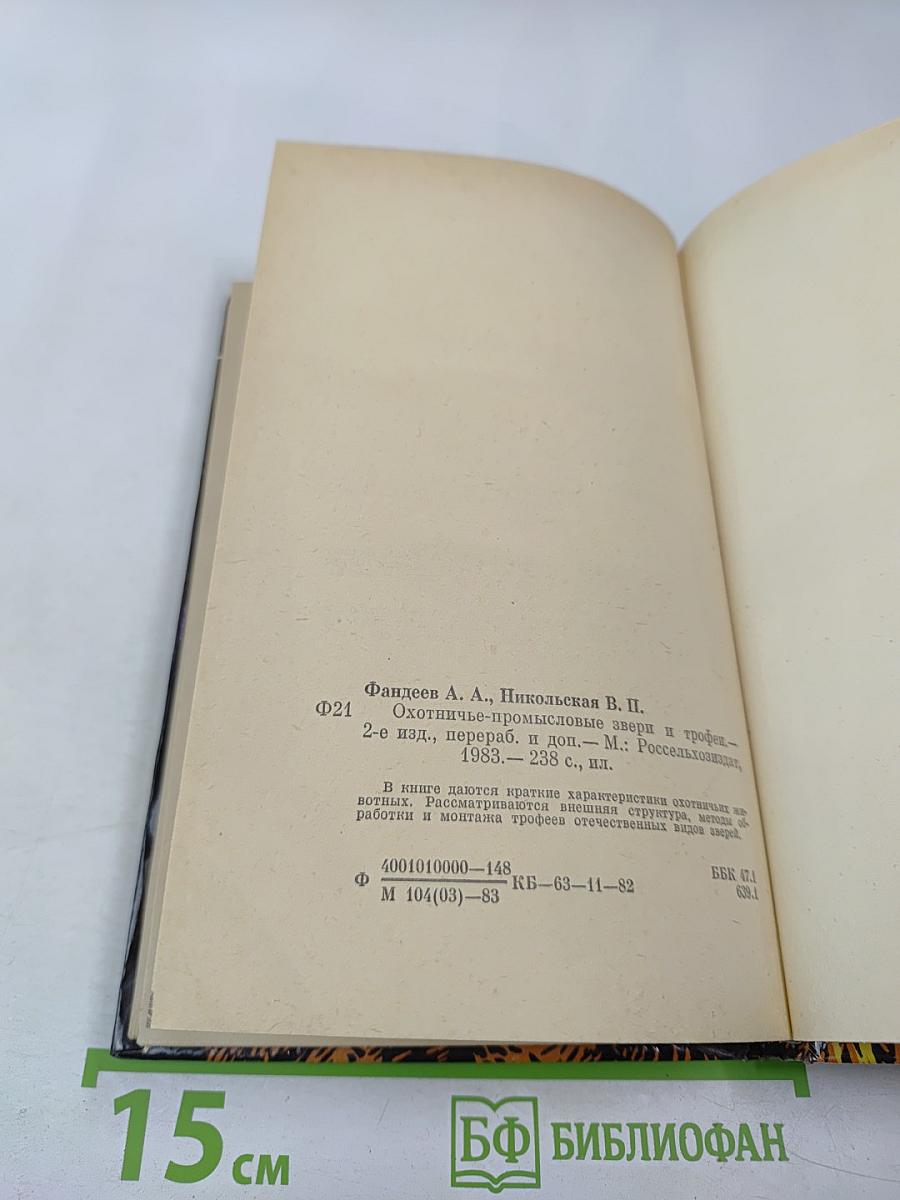 Фандеев А. А., Никольская В. П.
Ф21 Охотничье-промысловые звери и трофеи.—
2-е изд., перераб. и доп.— М.: Россельхозиздат,
1983.— 238 с., ил.
В книге даются краткие характеристики охотничьих жи-
вотных. Рассматриваются внешняя структура, методы об-
работки и монтажа трофеев отечественных видов зверей.
Ф 4001010000—148 КБ—63—11—82 ББК 47.1
М 104(03)—83 639.1
15 см БФ БИБЛИОФАН